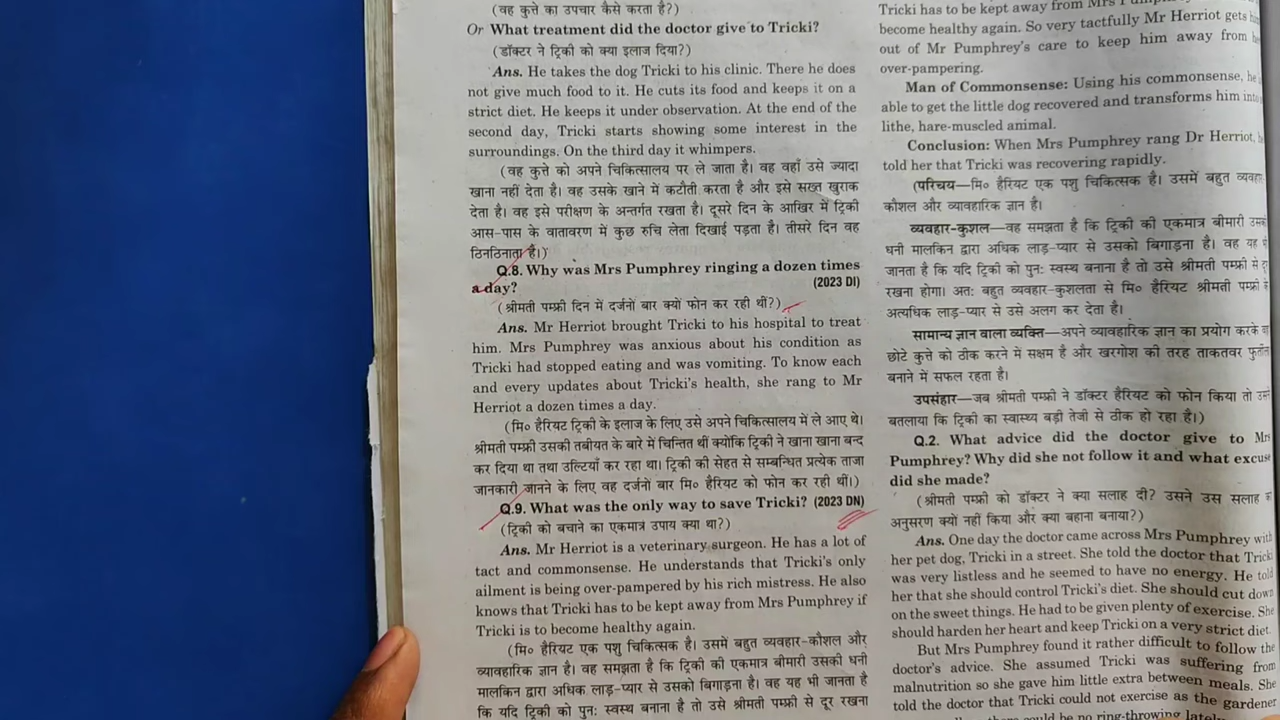 (वह कुत्ते का उपचार कैसे करता है?)
Or What treatment did the doctor give to Tricki?
(डॉक्टर ने ट्रिकी को क्या इलाज दिया?)
Ans. He takes the dog Tricki to his clinic. There he does
not give much food to it. He cuts its food and keeps it on a
strict diet. He keeps it under observation. At the end of the
second day, Tricki starts showing some interest in the
surroundings. On the third day it whimpers.
(वह कुत्ते को अपने चिकित्सालय पर ले जाता है। वह वहाँ उसे ज्यादा
खाना नहीं देता है। वह उसके खाने में कटौती करता है और इसे सख्त खुराक
देता है। वह इसे परीक्षण के अन्तर्गत रखता है। दूसरे दिन के आखिर में ट्रिकी
आस-पास के वातावरण में कुछ रुचि लेता दिखाई पड़ता है। तीसरे दिन वह
ठिनठिनाता है।)
Q.8. Why was Mrs Pumphrey ringing a dozen times
a day? (2023 DI)
(श्रीमती पम्फ्री दिन में दर्जनों बार क्यों फोन कर रही थीं?)
Ans. Mr Herriot brought Tricki to his hospital to treat
him. Mrs Pumphrey was anxious about his condition as
Tricki had stopped eating and was vomiting. To know each
and every updates about Tricki's health, she rang to Mr
Herriot a dozen times a day.
(मि० हैरियट ट्रिकी के इलाज के लिए उसे अपने चिकित्सालय में ले आए थे।
श्रीमती पम्फ्री उसकी तबीयत के बारे में चिन्तित थीं क्योंकि ट्रिकी ने खाना खाना बन्द
कर दिया था तथा उल्टियाँ कर रहा था। ट्रिकी की सेहत से सम्बन्धित प्रत्येक ताजा
जानकारी जानने के लिए वह दर्जनों बार मि० हैरियट को फोन कर रही थीं।)
Q.9. What was the only way to save Tricki? (2023 DN)
(ट्रिकी को बचाने का एकमात्र उपाय क्या था?)
Ans. Mr Herriot is a veterinary surgeon. He has a lot of
tact and commonsense. He understands that Tricki's only
ailment is being over-pampered by his rich mistress. He also
knows that Tricki has to be kept away from Mrs Pumphrey if
Tricki is to become healthy again.
(मि० हैरियट एक पशु चिकित्सक है। उसमें बहुत व्यवहार-कौशल और
व्यावहारिक ज्ञान है। वह समझता है कि ट्रिकी की एकमात्र बीमारी उसकी धनी
मालकिन द्वारा अधिक लाड़-प्यार से उसको बिगाड़ना है। वह यह भी जानता है
कि यदि ट्रिकी को पुन: स्वस्थ बनाना है तो उसे श्रीमती पम्फ्री से दूर रखना
Tricki has to be kept away from Mrs
become healthy again. So very tactfully Mr Herriot gets
out of Mr Pumphrey's care to keep him away from
over-pampering.
Man of Commonsense: Using his commonsense, he
able to get the little dog recovered and transforms him into
lithe, hare-muscled animal.
Conclusion: When Mrs Pumphrey rang Dr Herriot,
told her that Tricki was recovering rapidly.
(परिचय—मि० हैरियट एक पशु चिकित्सक है। उसमें बहुत
कौशल और व्यावहारिक ज्ञान है।
व्यवहार-कुशल—वह समझता है कि ट्रिकी की एकमात्र बीमारी
धनी मालकिन द्वारा अधिक लाड़-प्यार से उसको बिगाड़ना है। वह यह
जानता है कि यदि ट्रिकी को पुन: स्वस्थ बनाना है तो उसे श्रीमती पम्फ्री से
रखना होगा। अत: बहुत व्यवहार-कुशलता से मि० हैरियट श्रीमती पम्फ्री
अत्यधिक लाड़-प्यार से उसे अलग कर देता है।
सामान्य ज्ञान वाला व्यक्ति—अपने व्यावहारिक ज्ञान का प्रयोग करके
छोटे कुत्ते को ठीक करने में सक्षम है और खरगोश की तरह ताकतवर
बनाने में सफल रहता है।
उपसंहार—जब श्रीमती पम्फ्री ने डॉक्टर हैरियट को फोन किया तो
बतलाया कि ट्रिकी का स्वास्थ्य बड़ी तेजी से ठीक हो रहा है।)
Q.2. What advice did the doctor give to Mrs
Pumphrey? Why did she not follow it and what excuse
did she made?
(श्रीमती पम्फ्री को डॉक्टर ने क्या सलाह दी? उसने उस सलाह का
अनुसरण क्यों नहीं किया और क्या बहाना बनाया?)
Ans. One day the doctor came across Mrs Pumphrey with
her pet dog, Tricki in a street. She told the doctor that Tricki
was very listless and he seemed to have no energy. He told
her that she should control Tricki's diet. She should cut down
on the sweet things. He had to be given plenty of exercise. She
should harden her heart and keep Tricki on a very strict diet.
But Mrs Pumphrey found it rather difficult to follow the
doctor's advice. She assumed Tricki was suffering from
malnutrition so she gave him little extra between meals. She
told the doctor that Tricki could not exercise as the gardener
could be no ring-throwing lately